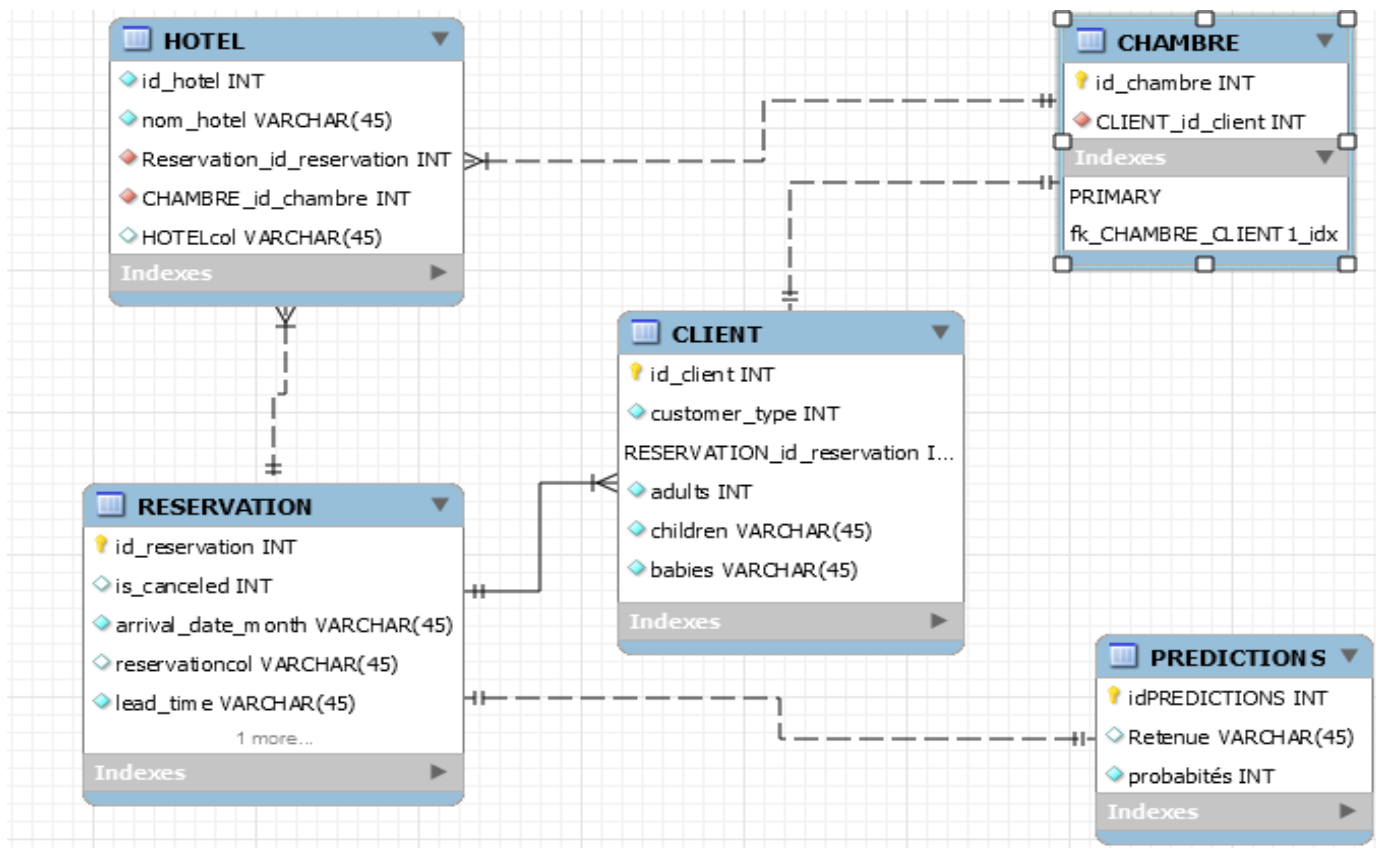 HOTEL
id_hotel INT
nom_hotel VARCHAR(45)
Reservation_id_reservation INT
CHAMBRE_id_chambre INT
HOTELcol VARCHAR(45)
Indexes
CHAMBRE
id_chambre INT
CLIENT_id_client INT
Indexes
PRIMARY
fk_CHAMBRE_CLIENT1_idx
CLIENT
id_client INT
customer_type INT
RESERVATION_id_reservation I...
adults INT
children VARCHAR(45)
babies VARCHAR(45)
Indexes
RESERVATION
id_reservation INT
is_canceled INT
arrival_date_month VARCHAR(45)
reservationcol VARCHAR(45)
lead_time VARCHAR(45)
1 more...
Indexes
PREDICTIONS
idPREDICTIONS INT
Retenue VARCHAR(45)
probabités INT
Indexes